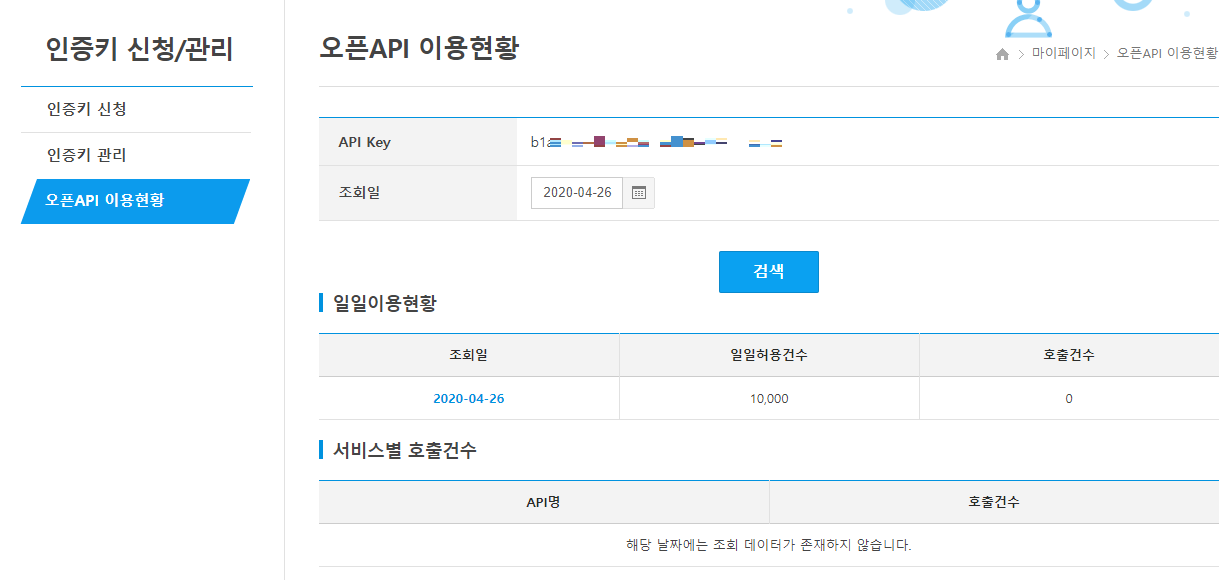 인증키 신청/관리
인증키 신청
인증키 관리
오픈API 이용현황
오픈API 이용현황
마이페이지 > 오픈API 이용현황
API Key
조회일 2020-04-26
검색
일일이용현황
조회일 일일허용건수 호출건수
2020-04-26 10,000 0
서비스별 호출건수
API명 호출건수
해당 날짜에는 조회 데이터가 존재하지 않습니다.